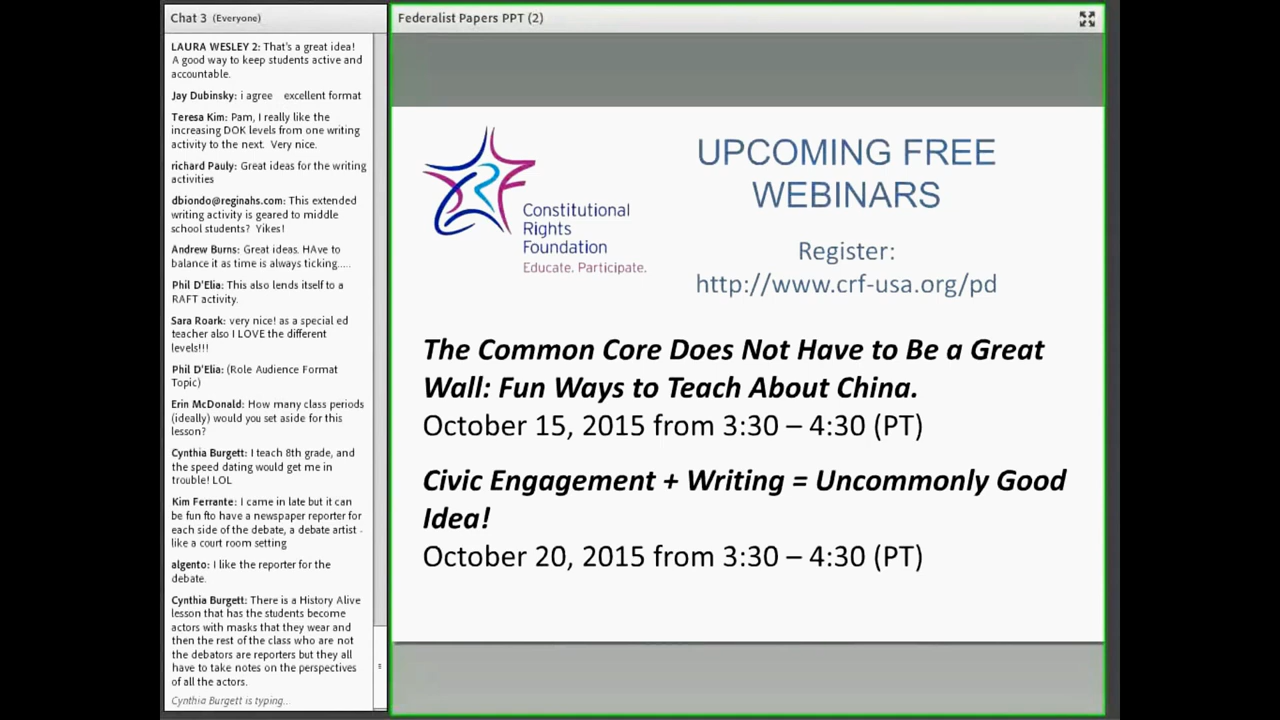 Chat 3 (Everyone)
LAURA WESLEY 2: That's a great idea!
A good way to keep students active and
accountable.
Jay Dubinsky: i agree excellent format
Teresa Kim: Pam, I really like the
increasing DOK levels from one writing
activity to the next. Very nice.
richard Pauly: Great ideas for the writing
activities
dbiondo@reginahs.com: This extended
writing activity is geared to middle
school students? Yikes!
Andrew Burns: Great ideas. HAve to
balance it as time is always ticking.....
Phil D'Elia: This also lends itself to a
RAFT activity.
Sara Roark: very nice! as a special ed
teacher also I LOVE the different
levels!!!
Phil D'Elia: (Role Audience Format
Topic)
Erin McDonald: How many class periods
(ideally) would you set aside for this
lesson?
Cynthia Burgett: I teach 8th grade, and
the speed dating would get me in
trouble! LOL
Kim Ferrante: I came in late but it can
be fun fto have a newspaper reporter for
each side of the debate, a debate artist -
like a court room setting
algento: I like the reporter for the
debate.
Cynthia Burgett: There is a History Alive
lesson that has the students become
actors with masks that they wear and
then the rest of the class who are not
the debators are reporters but they all
have to take notes on the perspectives
of all the actors.
Cynthia Burgett is typing...
Federalist Papers PPT (2)
CRF
Constitutional
Rights
Foundation
Educate. Participate.
UPCOMING FREE
WEBINARS
Register:
http://www.crf-usa.org/pd
The Common Core Does Not Have to Be a Great
Wall: Fun Ways to Teach About China.
October 15, 2015 from 3:30 – 4:30 (PT)
Civic Engagement + Writing = Uncommonly Good
Idea!
October 20, 2015 from 3:30 – 4:30 (PT)